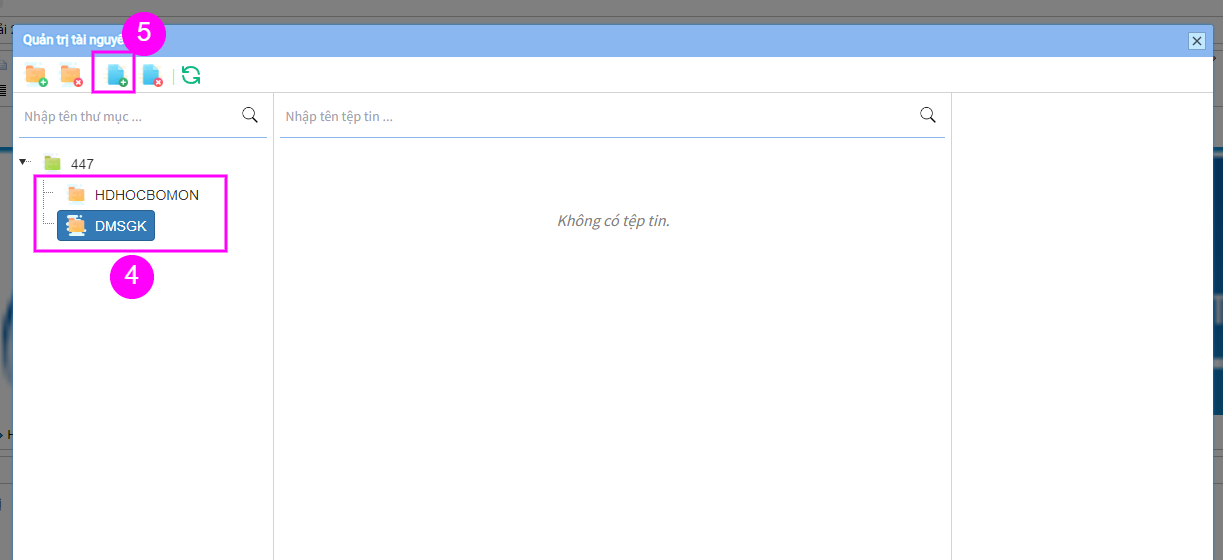 5
Quản trị tài nguyê
Nhập tên thư mục ...
Nhập tên tệp tin ...
447
HDHOCBOMON
DMSGK
Không có tệp tin.
4